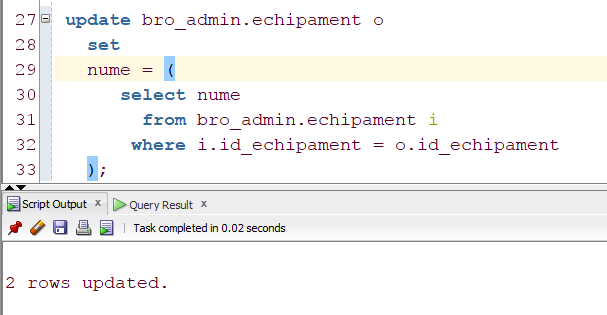 27 update bro_admin.echipament o
28 set
29 nume = (
30 select nume
31 from bro_admin.echipament i
32 where i.id_echipament = o.id_echipament
33 );
Script Output x Query Result x
Task completed in 0.02 seconds
2 rows updated.